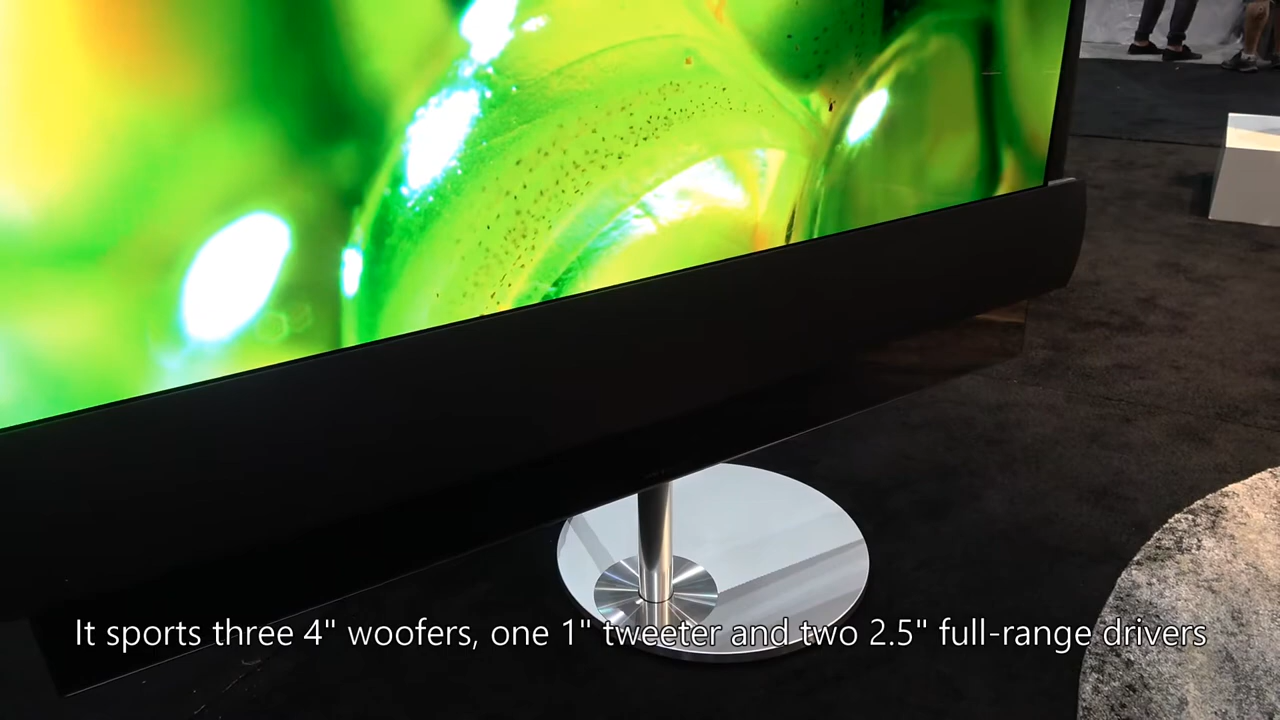 It sports three 4" woofers, one 1" tweeter and two 2.5" full-range drivers